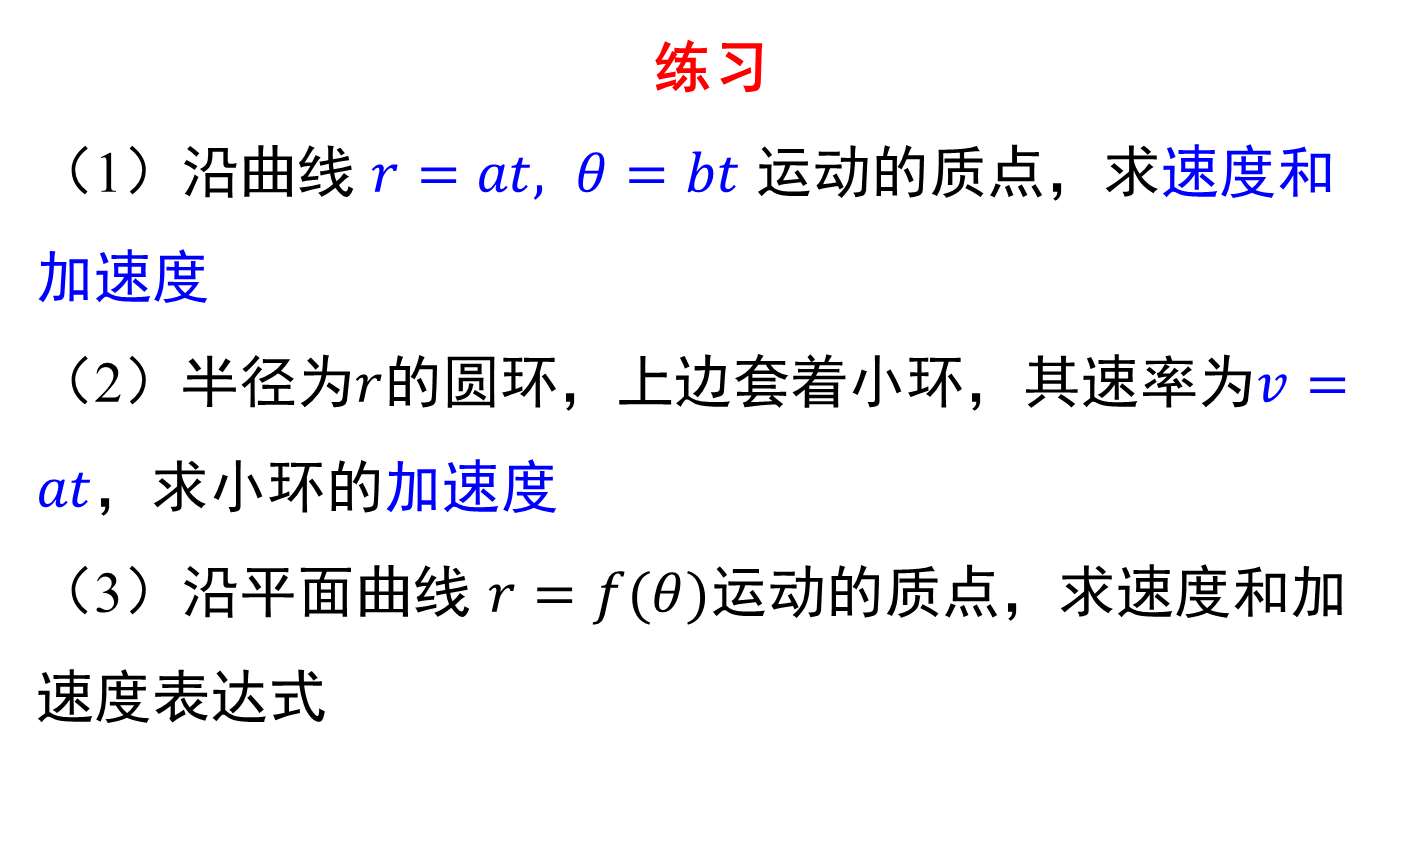 练习
（1）沿曲线 r = at, θ = bt 运动的质点，求速度和
加速度
（2）半径为r的圆环，上边套着小环，其速率为v =
at，求小环的加速度
（3）沿平面曲线 r = f(θ)运动的质点，求速度和加
速度表达式